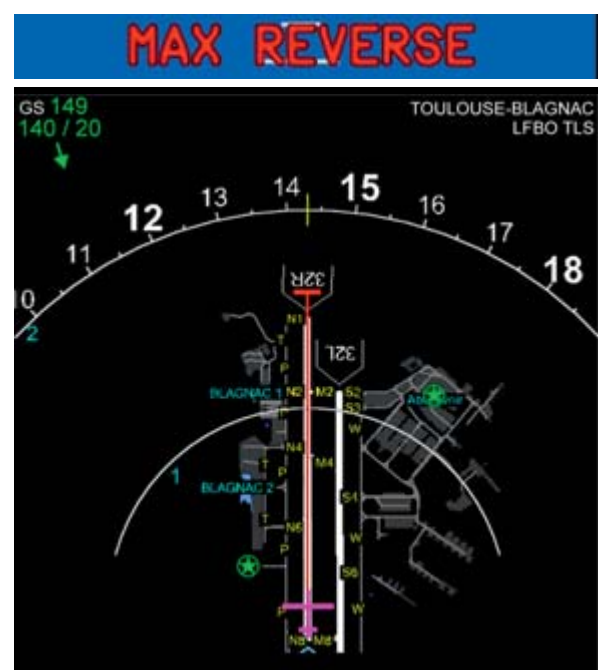 MAX REVERSE
GS 149
140 / 20
TOULOUSE-BLAGNAC
LFBO TLS
10
11
12
13
14
15
16
17
18
2
32R
N1
T
32L
P
BLAGNAC 1
N2
M2
S2
S3
P
W
N4
T
P
M4
1
BLAGNAC 2
S4
T
N6
P
W
S6
P
W
N8
M8